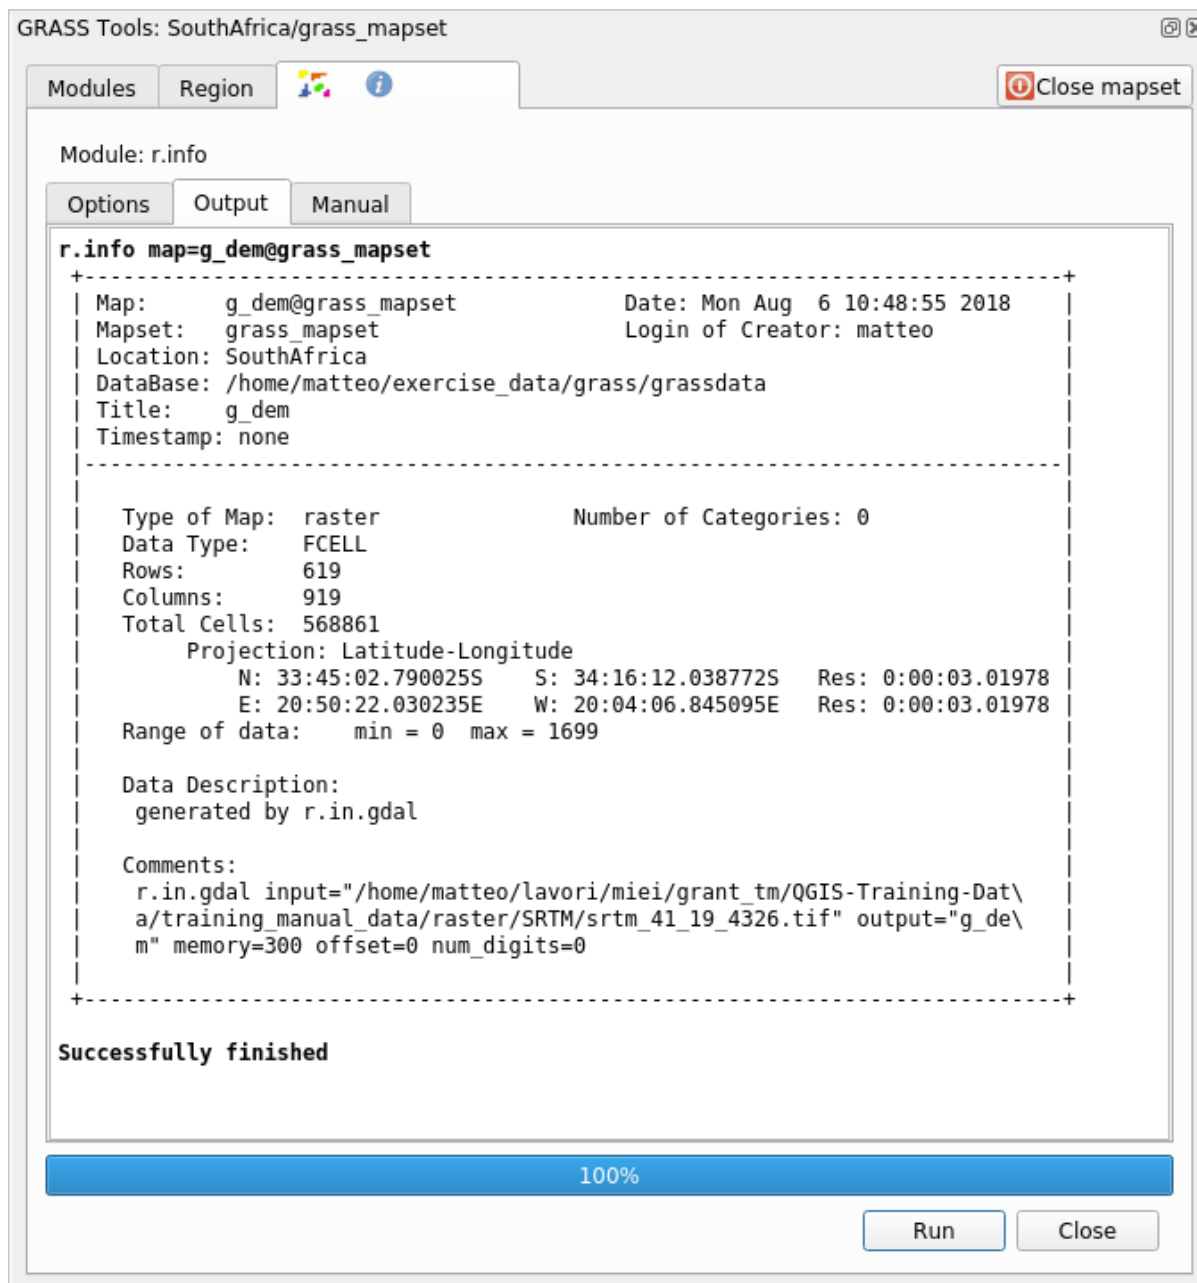 GRASS Tools: SouthAfrica/grass_mapset
Modules Region Close mapset
Module: r.info
Options Output Manual
r.info map=g_dem@grass_mapset
+----------------------------------------------------------------------------+
| Map:      g_dem@grass_mapset             Date: Mon Aug  6 10:48:55 2018    |
| Mapset:   grass_mapset                   Login of Creator: matteo          |
| Location: SouthAfrica                                                      |
| DataBase: /home/matteo/exercise_data/grass/grassdata                       |
| Title:    g_dem                                                            |
| Timestamp: none                                                            |
|----------------------------------------------------------------------------|
|                                                                            |
|   Type of Map:  raster               Number of Categories: 0               |
|   Data Type:    FCELL                                                      |
|   Rows:         619                                                        |
|   Columns:      919                                                        |
|   Total Cells:  568861                                                     |
|        Projection: Latitude-Longitude                                      |
|            N: 33:45:02.790025S    S: 34:16:12.038772S   Res: 0:00:03.01978 |
|            E: 20:50:22.030235E    W: 20:04:06.845095E   Res: 0:00:03.01978 |
|   Range of data:    min = 0  max = 1699                                    |
|                                                                            |
|   Data Description:                                                        |
|    generated by r.in.gdal                                                  |
|                                                                            |
|   Comments:                                                                |
|    r.in.gdal input="/home/matteo/lavori/miei/grant_tm/QGIS-Training-Dat\   |
|    a/training_manual_data/raster/SRTM/srtm_41_19_4326.tif" output="g_de\   |
|    m" memory=300 offset=0 num_digits=0                                     |
|                                                                            |
+----------------------------------------------------------------------------+
Successfully finished
100%
Run Close